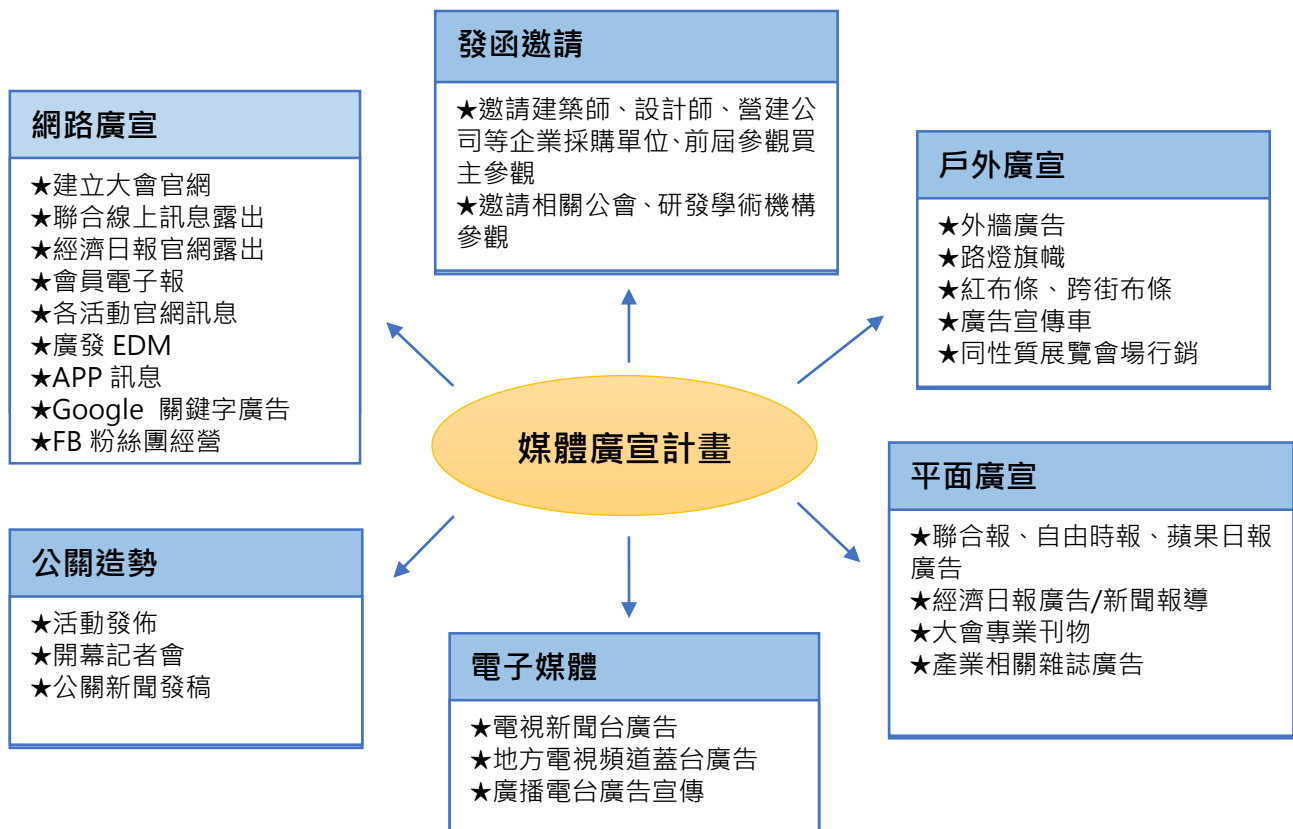 發函邀請
★邀請建築師、設計師、營建公
司等企業採購單位、前屆參觀買
主參觀
★邀請相關公會、研發學術機構
參觀
網路廣宣
★建立大會官網
★聯合線上訊息露出
★經濟日報官網露出
★會員電子報
★各活動官網訊息
★廣發 EDM
★APP 訊息
★Google 關鍵字廣告
★FB 粉絲團經營
戶外廣宣
★外牆廣告
★路燈旗幟
★紅布條、跨街布條
★廣告宣傳車
★同性質展覽會場行銷
媒體廣宣計畫
平面廣宣
★聯合報、自由時報、蘋果日報
廣告
★經濟日報廣告/新聞報導
★大會專業刊物
★產業相關雜誌廣告
公關造勢
★活動發佈
★開幕記者會
★公關新聞發稿
電子媒體
★電視新聞台廣告
★地方電視頻道蓋台廣告
★廣播電台廣告宣傳